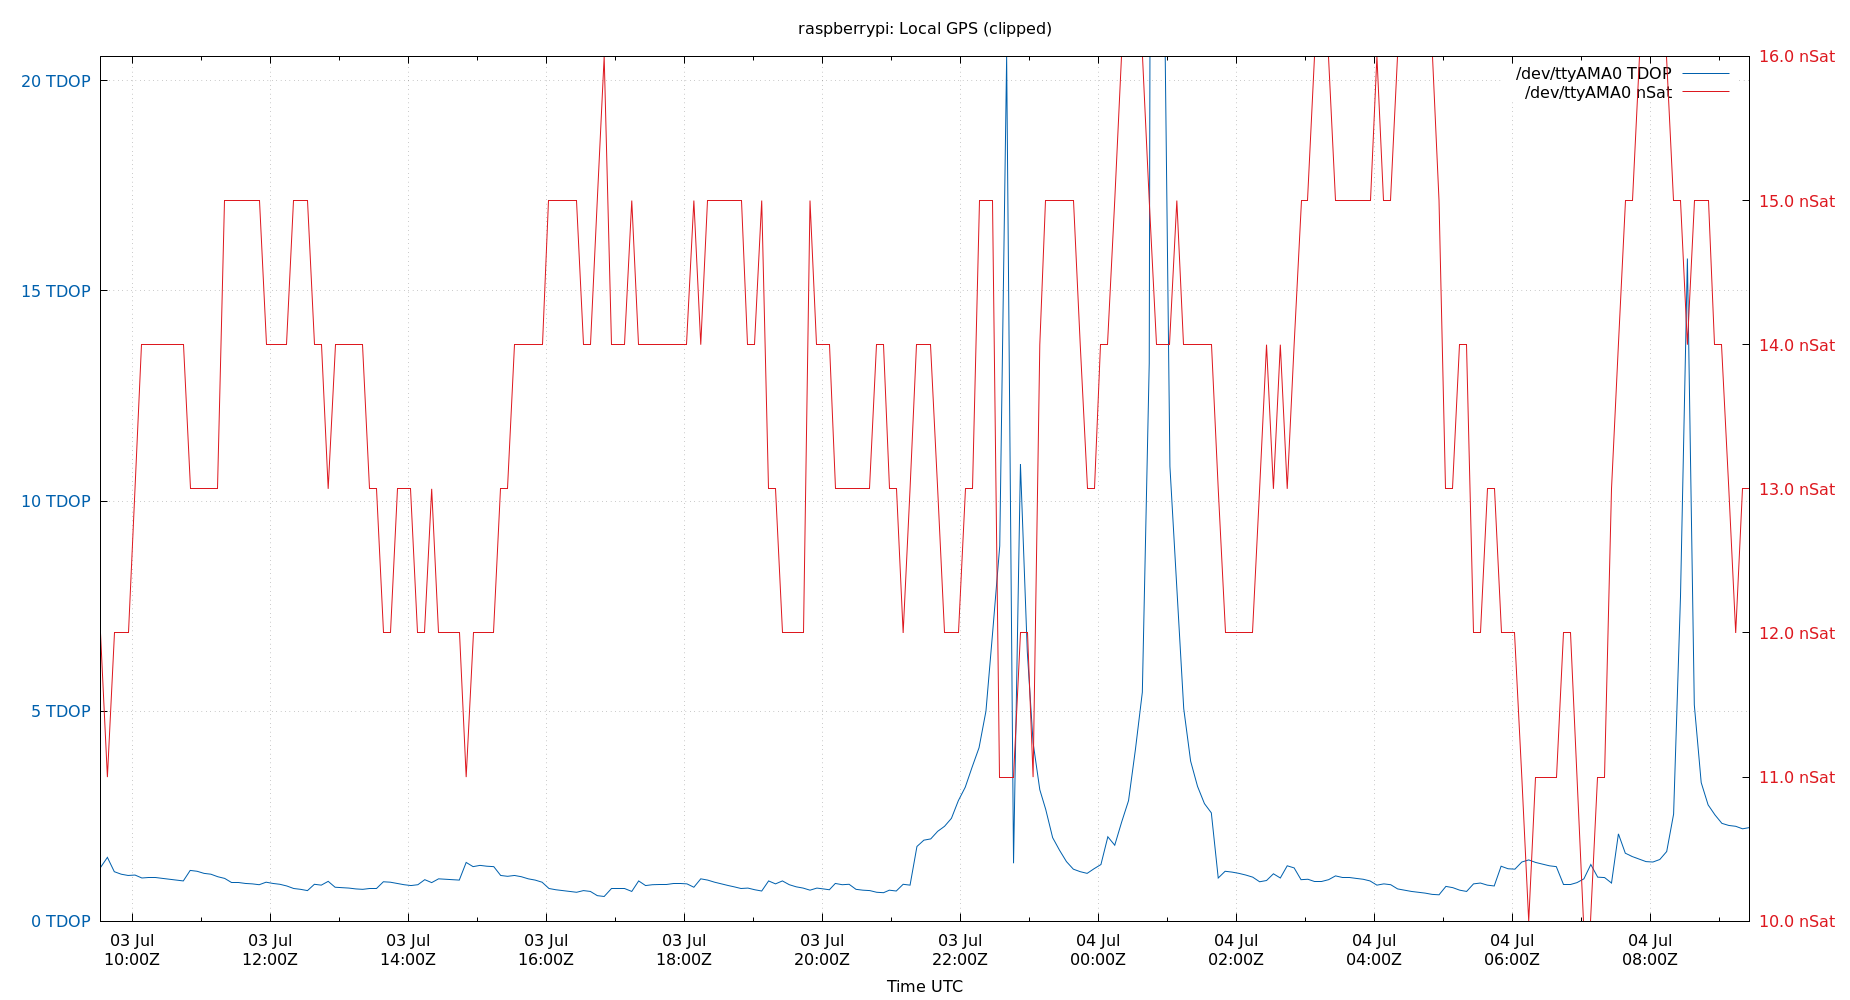 raspberrypi: Local GPS (clipped)
20 TDOP
15 TDOP
10 TDOP
5 TDOP
0 TDOP
16.0 nSat
15.0 nSat
14.0 nSat
13.0 nSat
12.0 nSat
11.0 nSat
10.0 nSat
/dev/ttyAMA0 TDOP
/dev/ttyAMA0 nSat
03 Jul 03 Jul 03 Jul 03 Jul 03 Jul 03 Jul 03 Jul 04 Jul 04 Jul 04 Jul 04 Jul 04 Jul
10:00Z 12:00Z 14:00Z 16:00Z 18:00Z 20:00Z 22:00Z 00:00Z 02:00Z 04:00Z 06:00Z 08:00Z
Time UTC